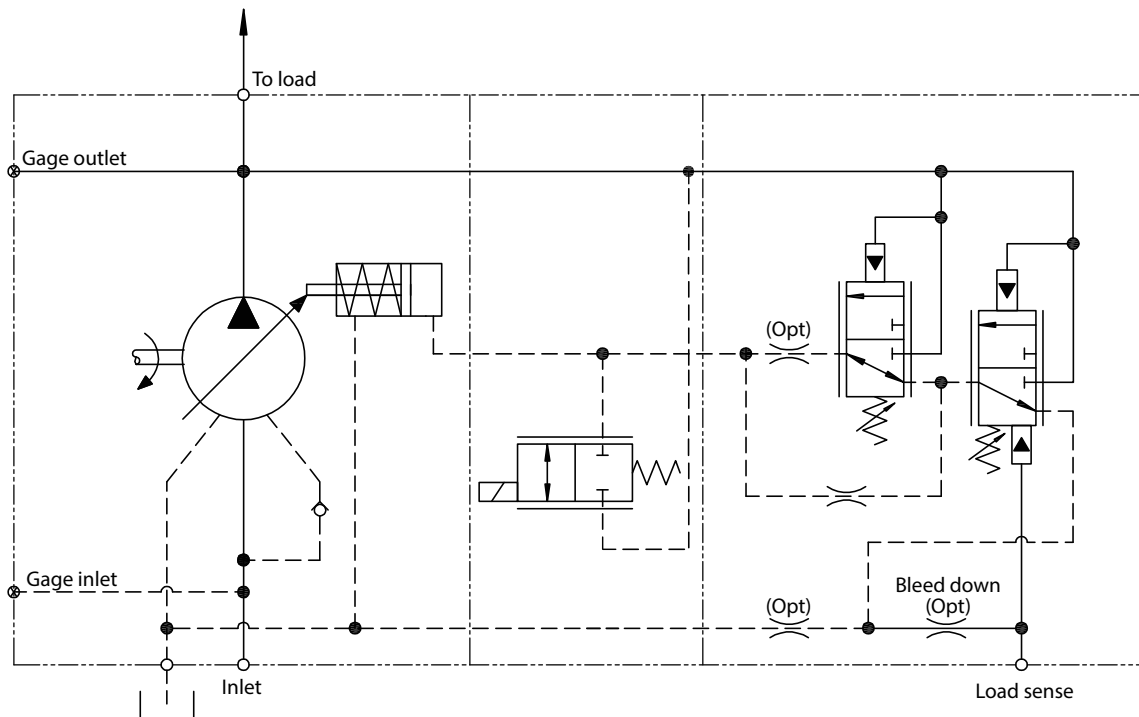 To load
Gage outlet
(Opt)
Gage inlet
(Opt)
Bleed down
(Opt)
Inlet
Load sense